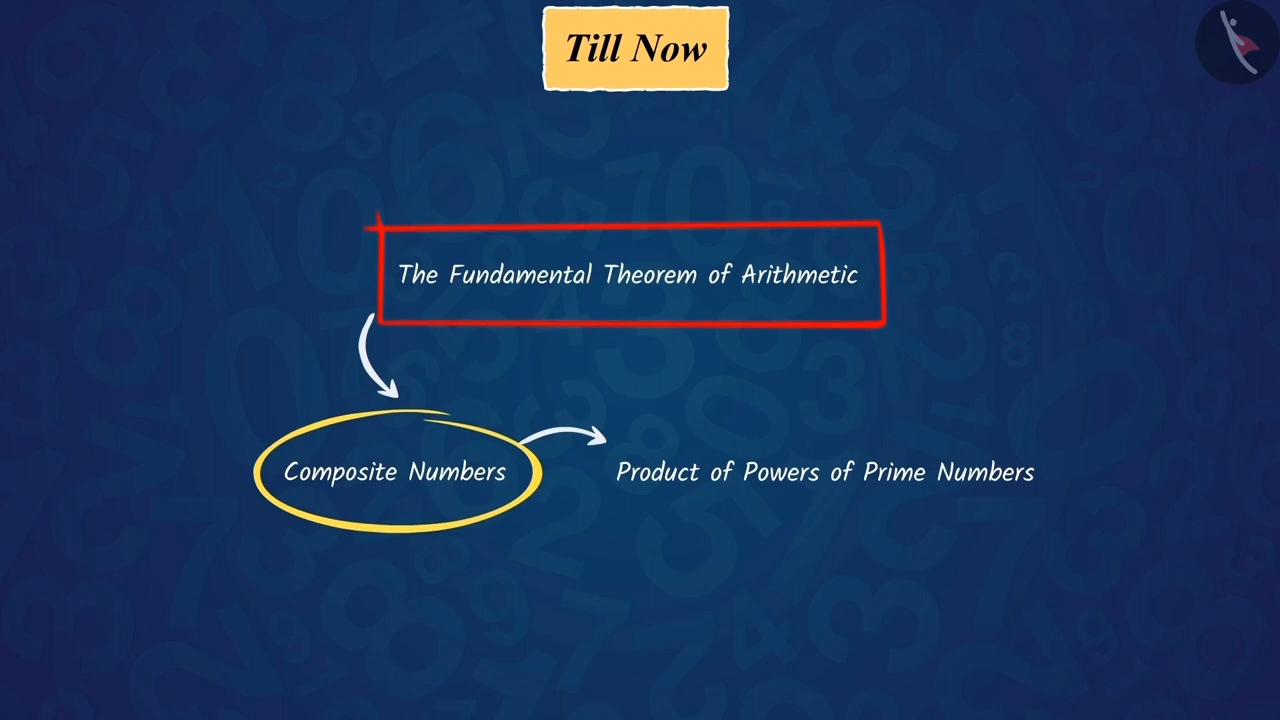 Till Now
The Fundamental Theorem of Arithmetic
Composite Numbers
Product of Powers of Prime Numbers